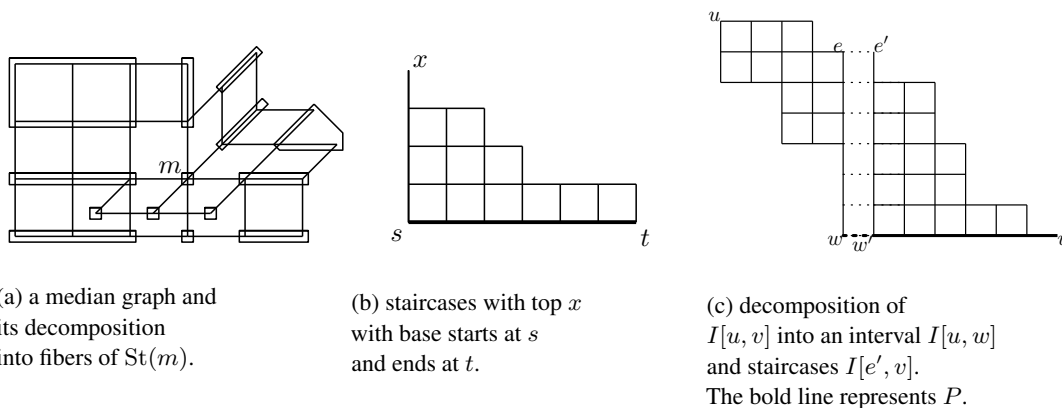 m
x
s
t
u
e
e′
w
w′
(a) a median graph and
its decomposition
into fibers of St(m).
(b) staircases with top x
with base starts at s
and ends at t.
(c) decomposition of
I[u, v] into an interval I[u, w]
and staircases I[e′, v].
The bold line represents P.